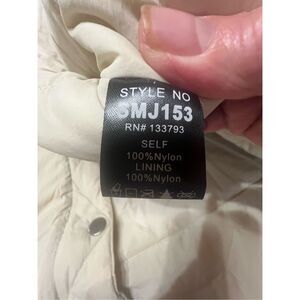 STYLE NO
SMJ153
RN# 133793
SELF
100%Nylon
LINING
100%Nylon